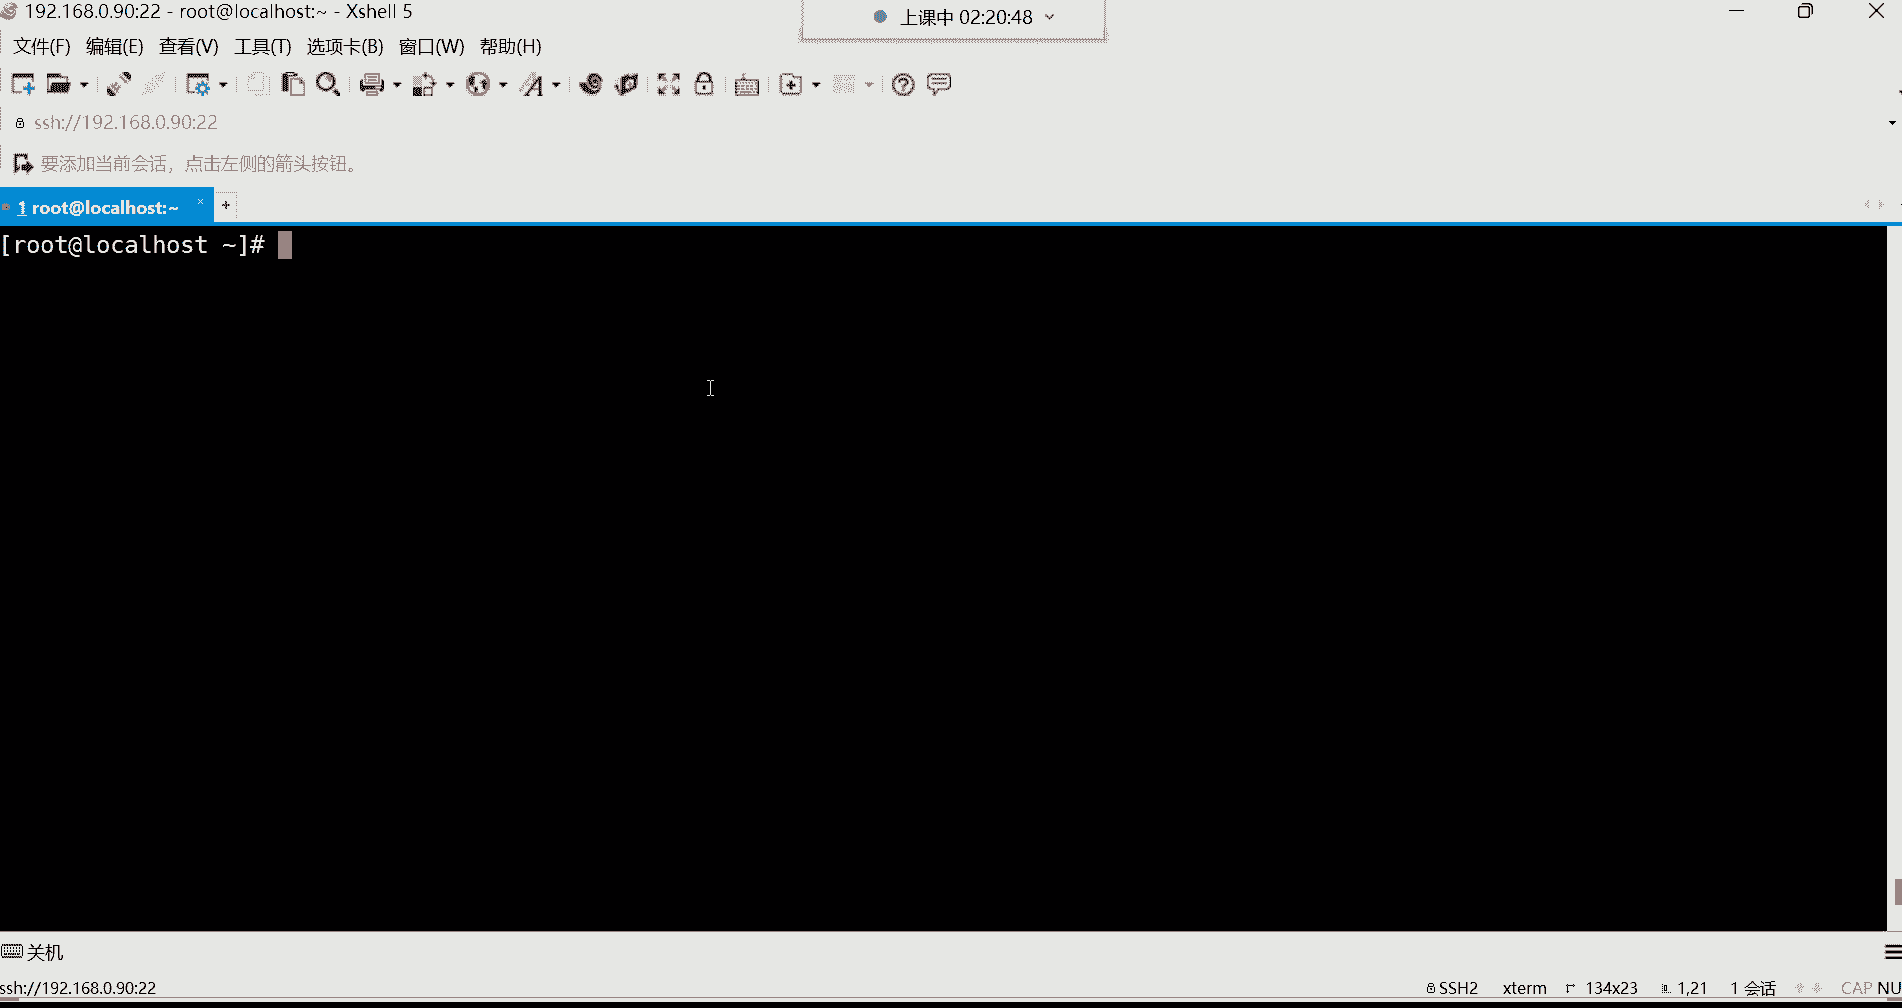 192.168.0.90:22 - root@localhost:~ - Xshell 5
上课中 02:20:48
文件(F) 编辑(E) 查看(V) 工具(T) 选项卡(B) 窗口(W) 帮助(H)
ssh://192.168.0.90:22
要添加当前会话，点击左侧的箭头按钮。
1 root@localhost:~ × +
[root@localhost ~]#
关机
ssh://192.168.0.90:22
SSH2 xterm 134x23 1,21 1 会话 CAP NU